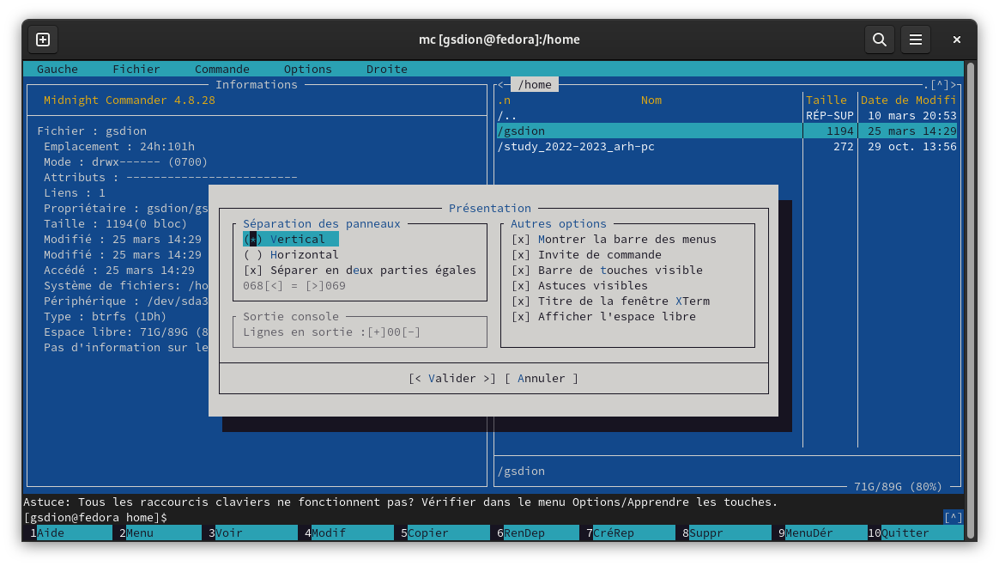 mc [gsdion@fedora]:/home
Gauche Fichier Commande Options Droite
Informations
Midnight Commander 4.8.28
Fichier : gsdion
Emplacement : 24h:101h
Mode : drwx------ (0700)
Attributs : -------------------------
Liens : 1
Propriétaire : gsdion/gs
Taille : 1194(0 bloc)
Modifié : 25 mars 14:29
Modifié : 25 mars 14:29
Accédé : 25 mars 14:29
Système de fichiers: /ho
Périphérique : /dev/sda3
Type : btrfs (1Dh)
Espace libre: 71G/89G (8
Pas d'information sur le
<- /home .[^]>
.n Nom Taille Date de Modifi
/.. RÉP-SUP 10 mars 20:53
/gsdion 1194 25 mars 14:29
/study_2022-2023_arh-pc 272 29 oct. 13:56
Présentation
Séparation des panneaux
(*) Vertical
( ) Horizontal
[x] Séparer en deux parties égales
068[<] = [>]069
Sortie console
Lignes en sortie :[+]00[-]
Autres options
[x] Montrer la barre des menus
[x] Invite de commande
[x] Barre de touches visible
[x] Astuces visibles
[x] Titre de la fenêtre XTerm
[x] Afficher l'espace libre
[< Valider >] [ Annuler ]
/gsdion
71G/89G (80%)
Astuce: Tous les raccourcis claviers ne fonctionnent pas? Vérifier dans le menu Options/Apprendre les touches.
[gsdion@fedora home]$ [^]
1Aide 2Menu 3Voir 4Modif 5Copier 6RenDep 7CréRep 8Suppr 9MenuDér 10Quitter